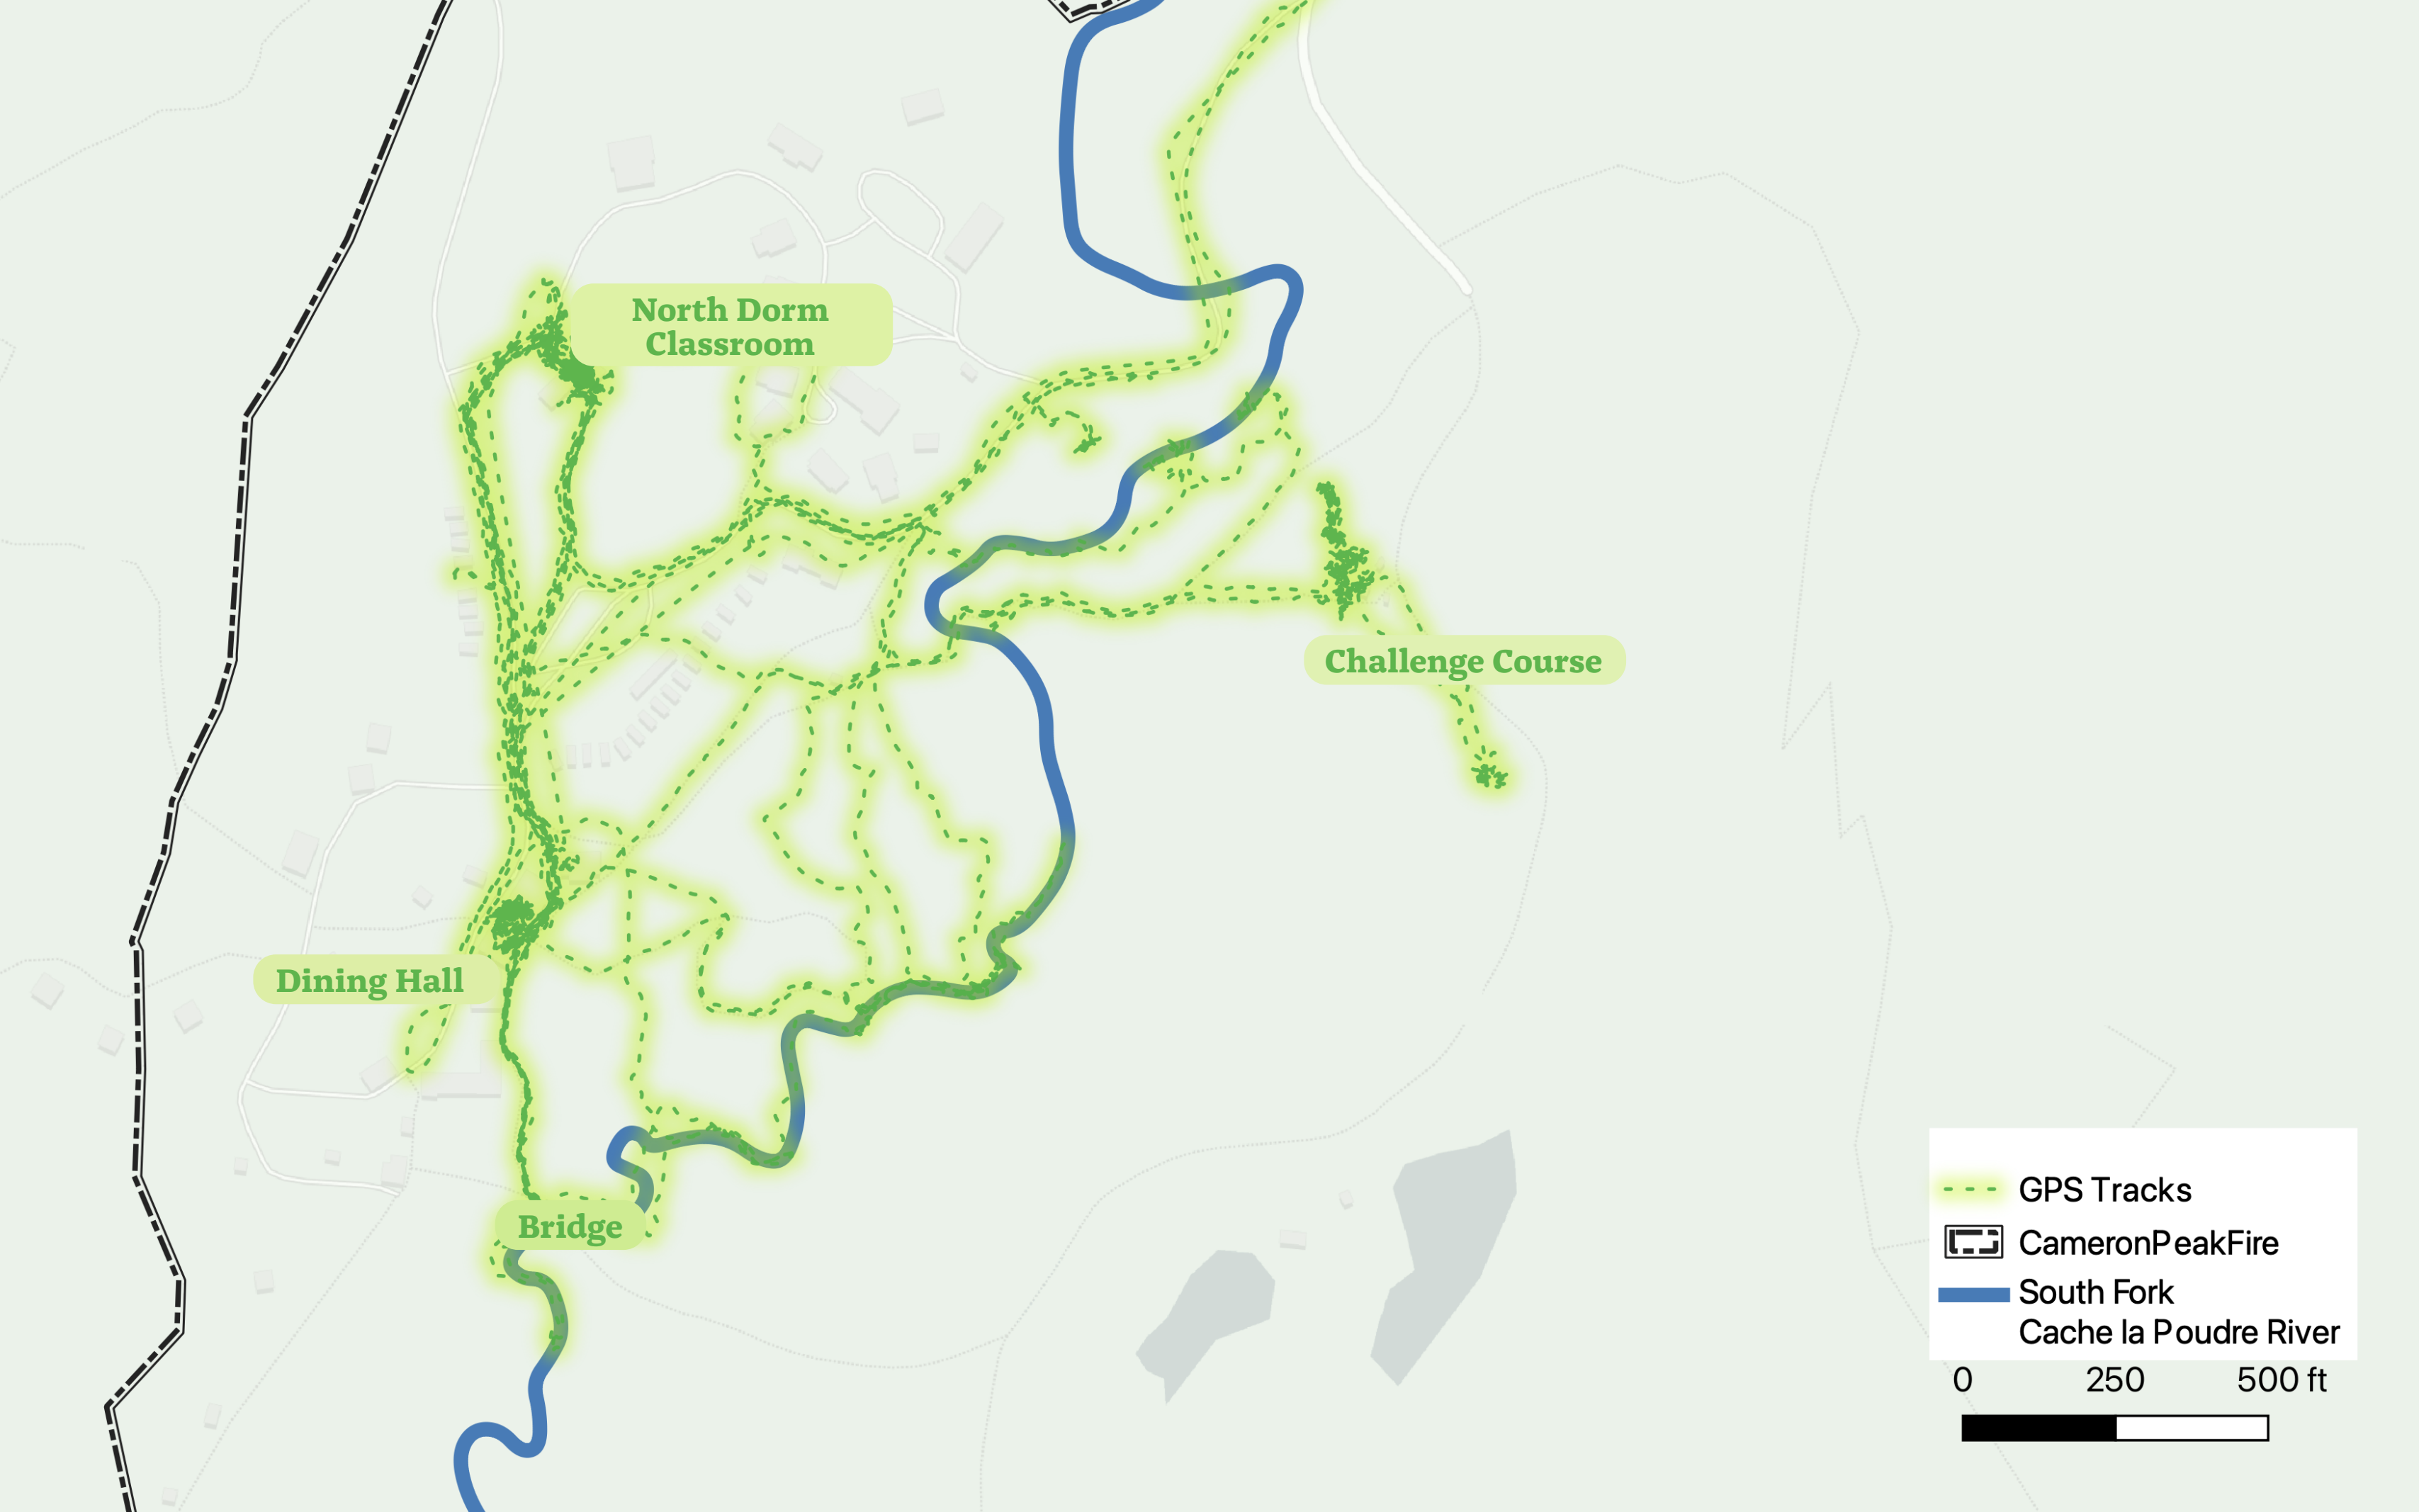 North Dorm
Classroom
Challenge Course
Dining Hall
Bridge
GPS Tracks
CameronPeakFire
South Fork
Cache la Poudre River
0 250 500 ft